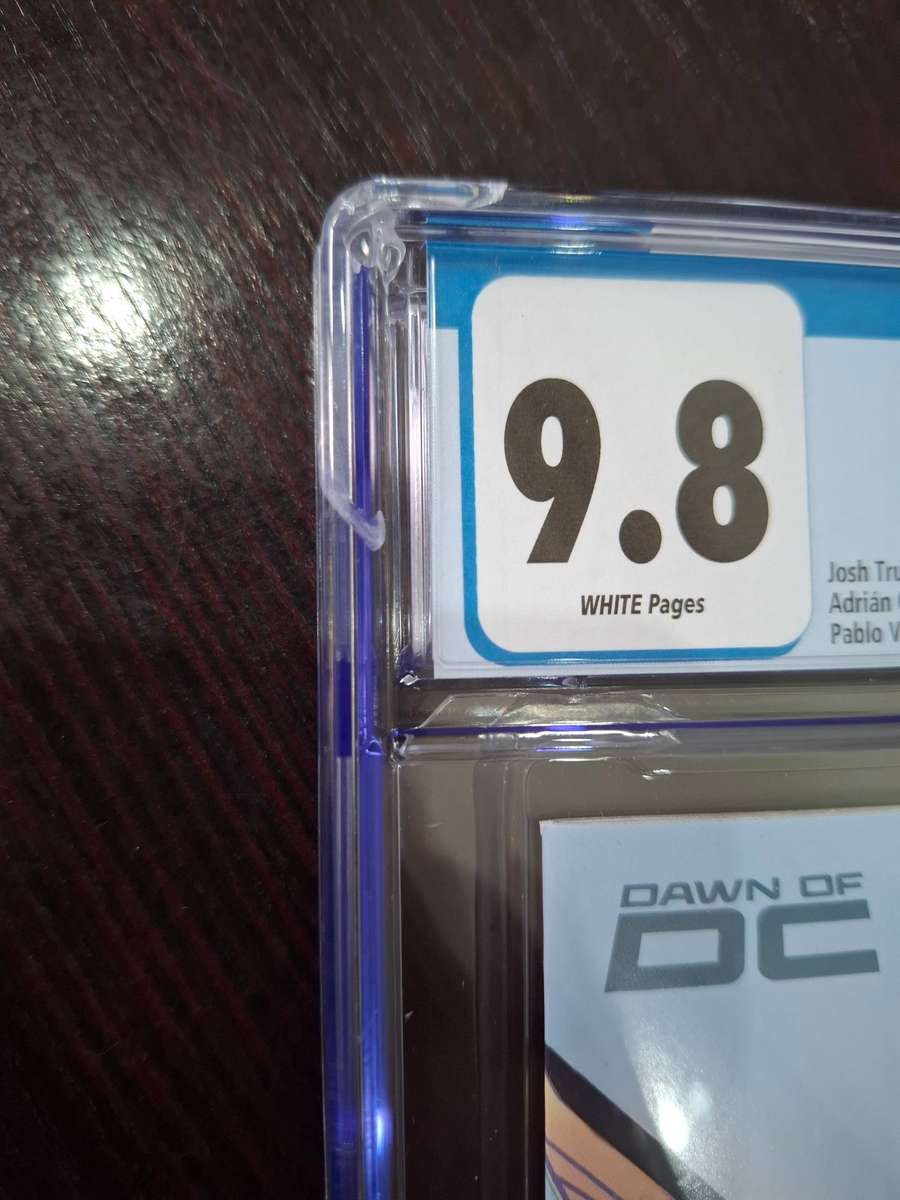 9.8
WHITE Pages
Josh
Adrián
Pablo
DAWN OF
DC